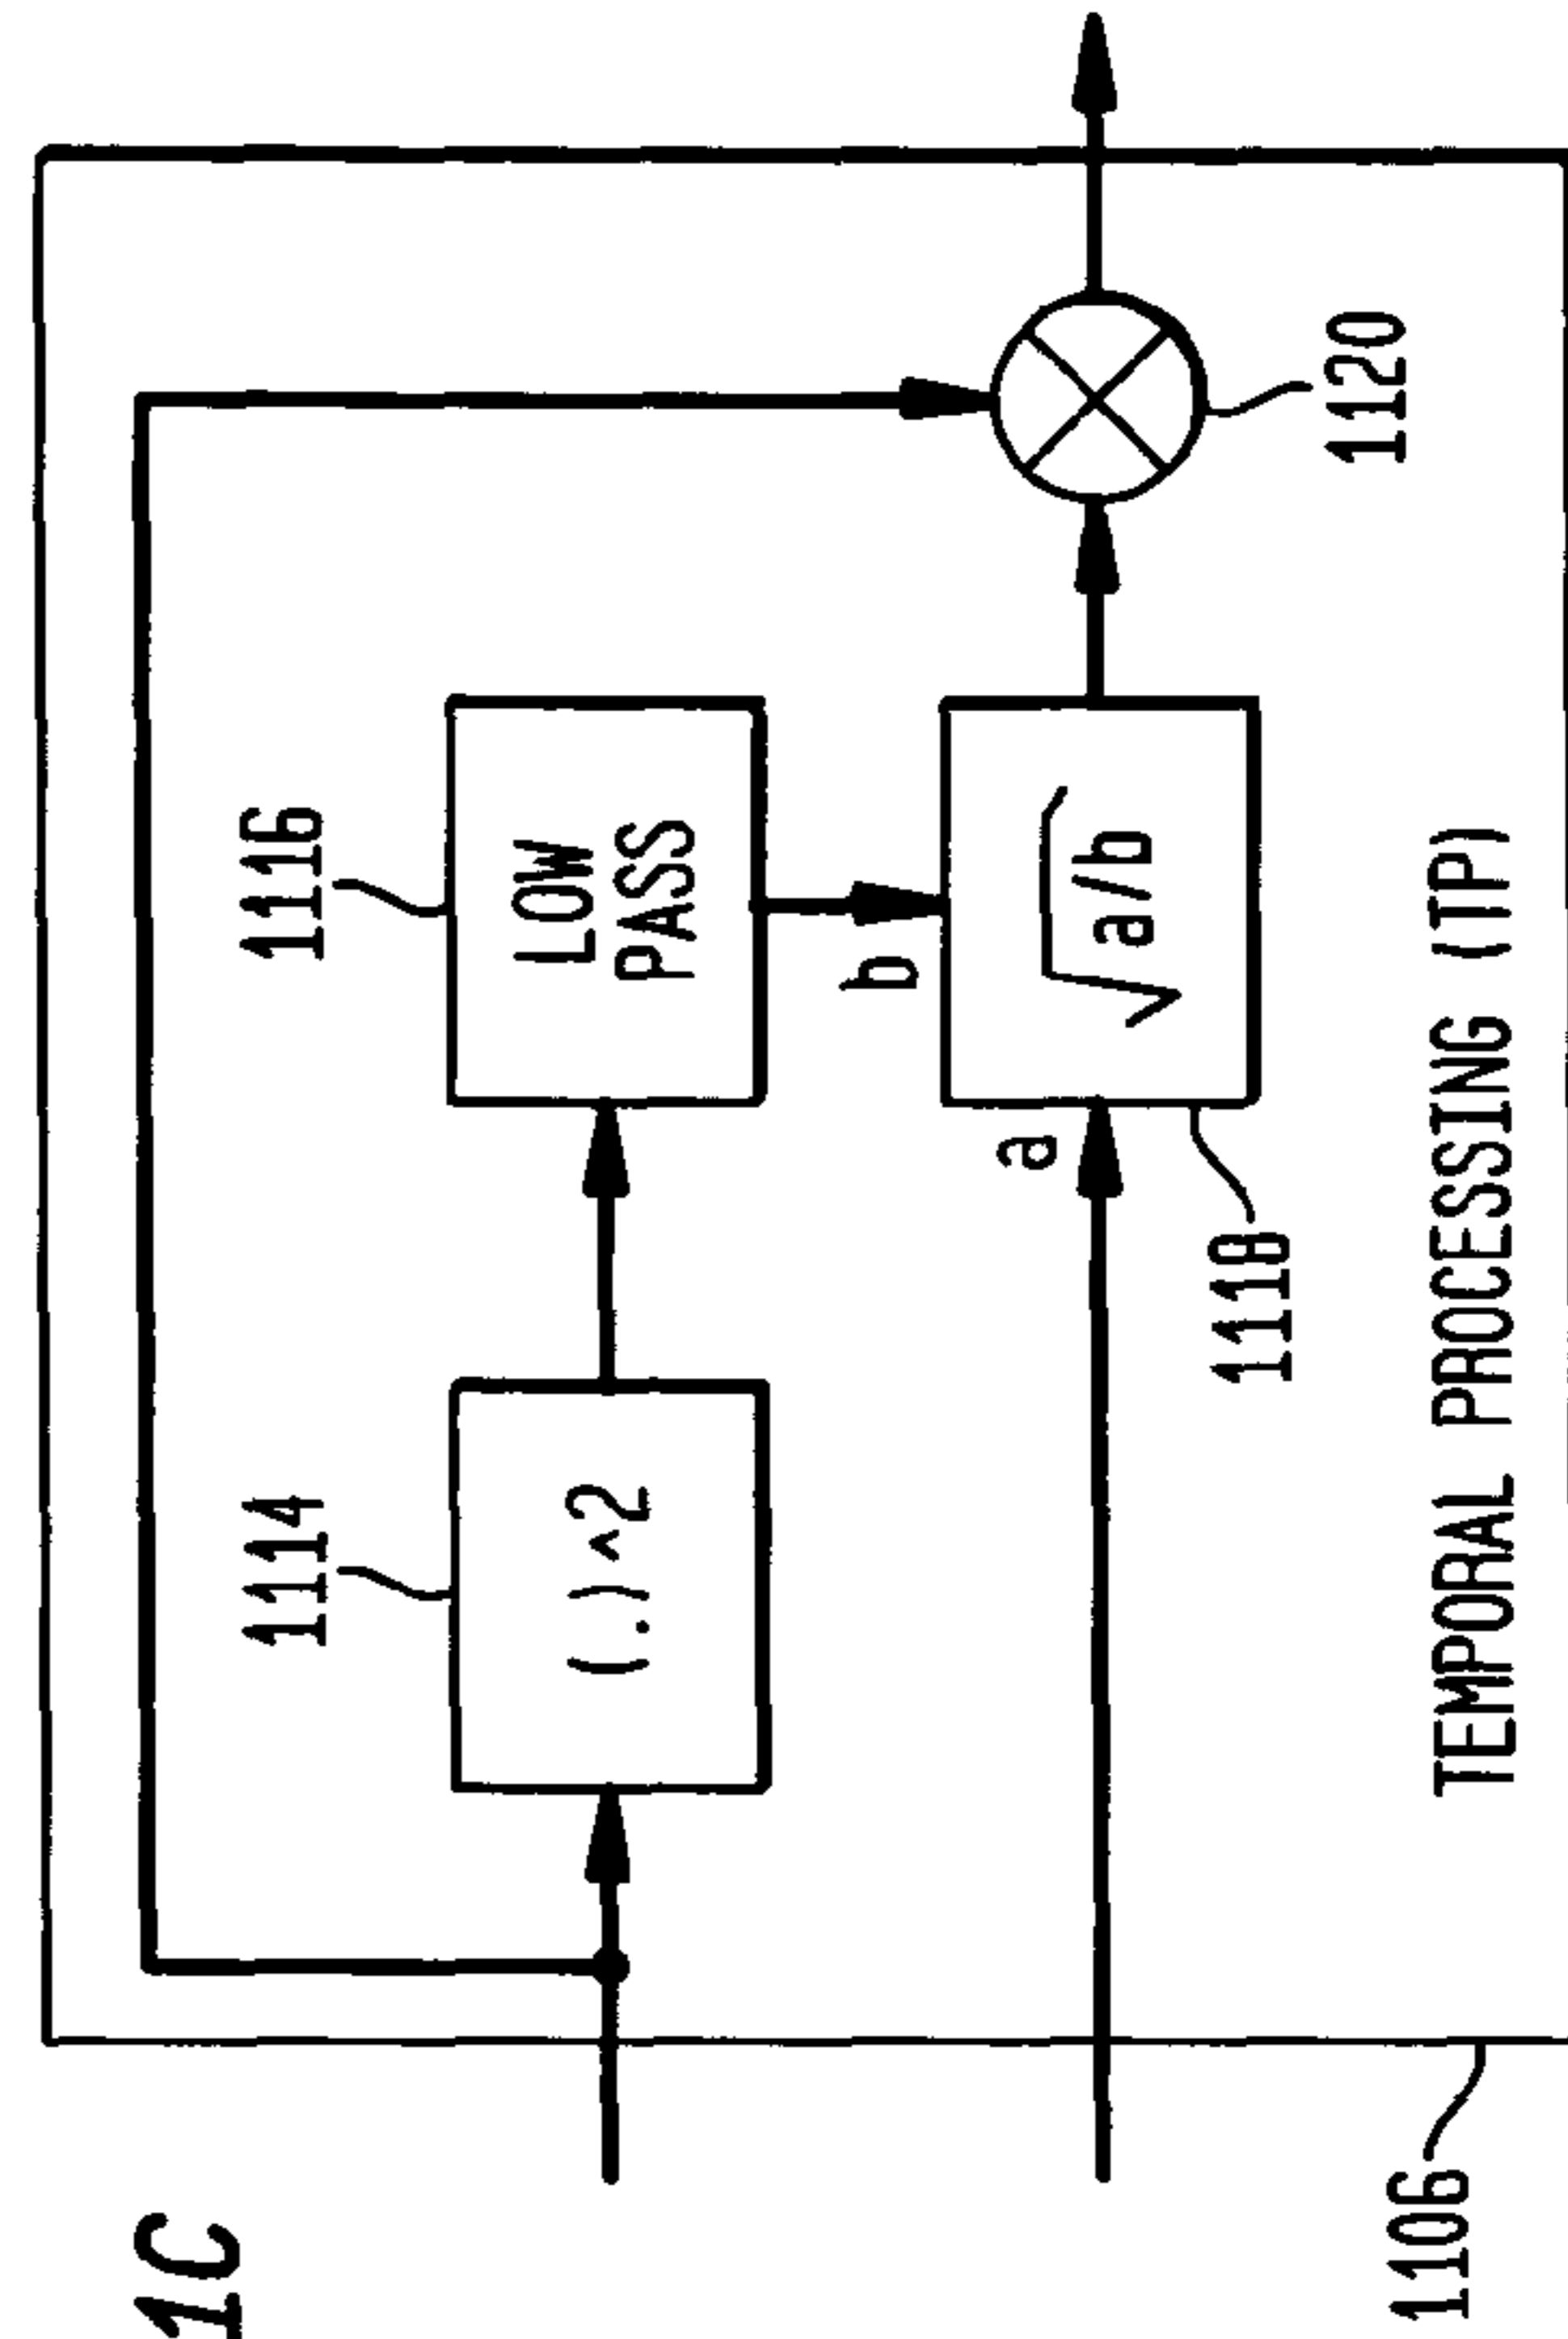 1C
1114
1116
(.)^2
LOW
PASS
b
a
√a/b
1118
1120
TEMPORAL PROCESSING (TP)
1106